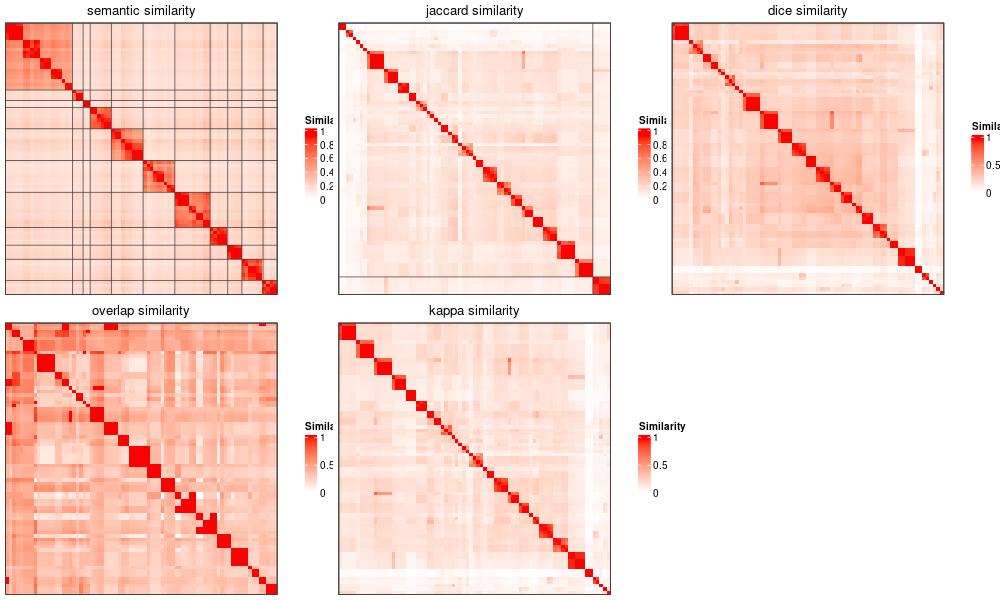 semantic similarity
jaccard similarity
dice similarity
Simila
1
0.8
0.6
0.4
0.2
0
Simila
1
0.8
0.6
0.4
0.2
0
Simila
1
0.5
0
overlap similarity
kappa similarity
Simila
1
0.5
0
Similarity
1
0.5
0